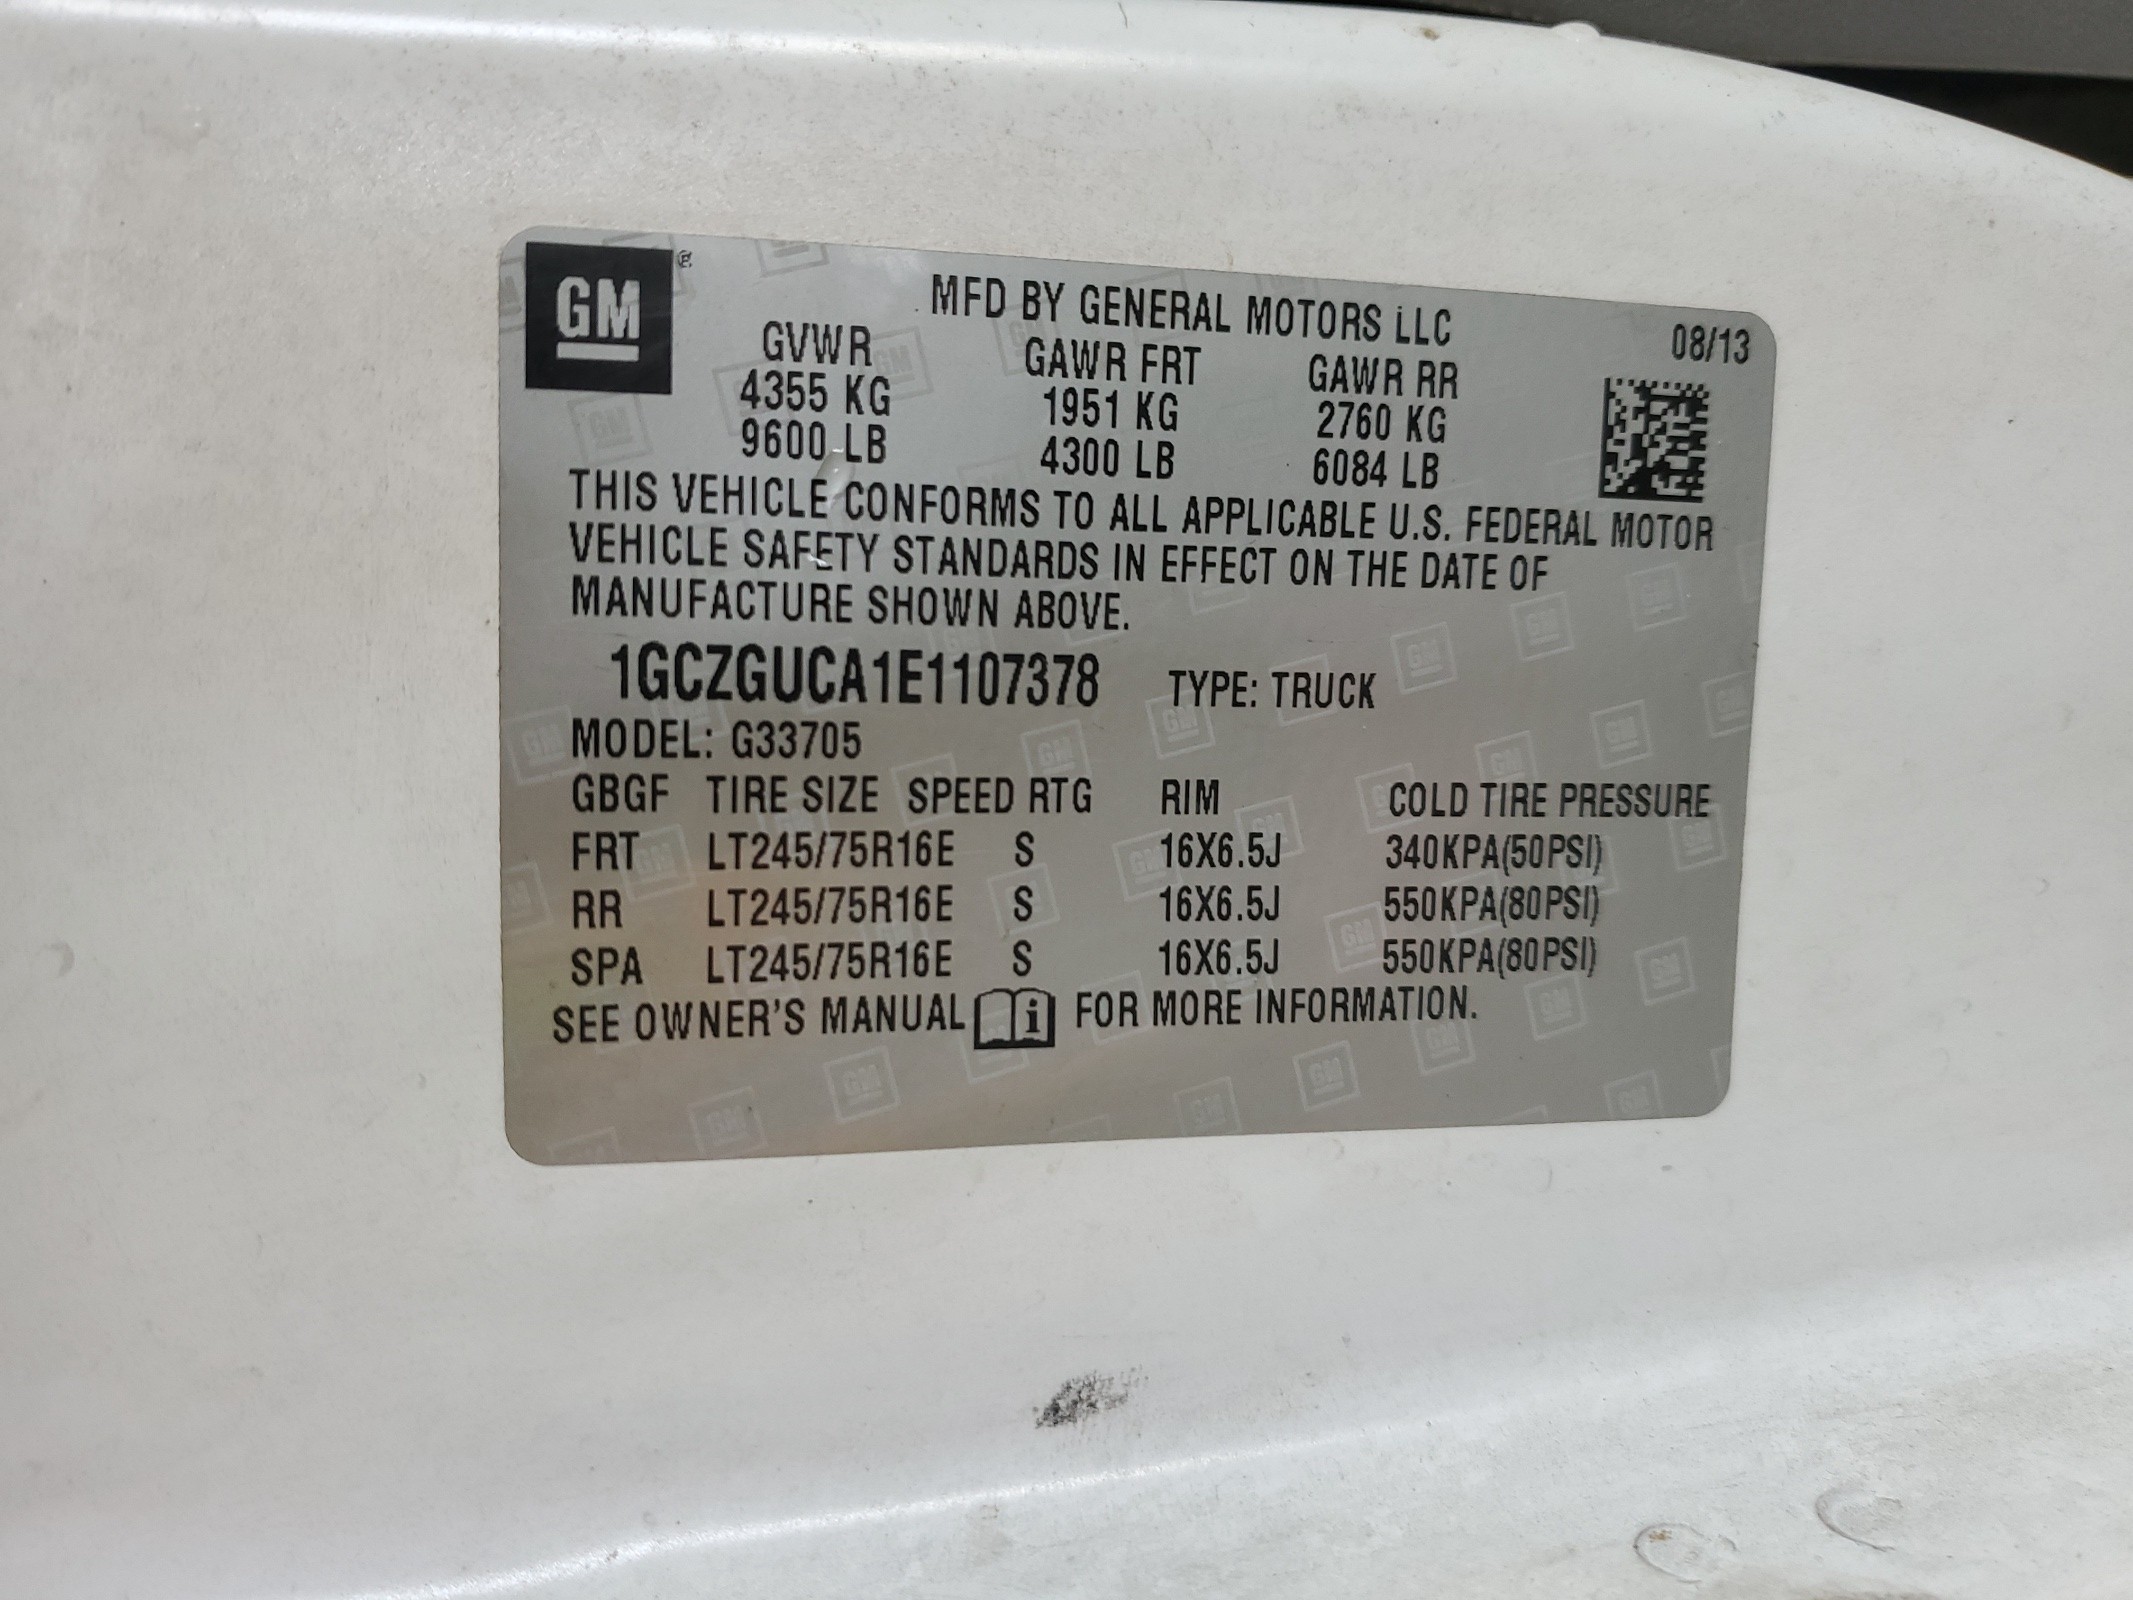 GM
MFD BY GENERAL MOTORS LLC 08/13
GVWR GAWR FRT GAWR RR
4355 KG 1951 KG 2760 KG
9600 LB 4300 LB 6084 LB
THIS VEHICLE CONFORMS TO ALL APPLICABLE U.S. FEDERAL MOTOR
VEHICLE SAFETY STANDARDS IN EFFECT ON THE DATE OF
MANUFACTURE SHOWN ABOVE.
1GCZGUCA1E1107378 TYPE: TRUCK
MODEL: G33705
GBGF TIRE SIZE SPEED RTG RIM COLD TIRE PRESSURE
FRT LT245/75R16E S 16X6.5J 340KPA(50PSI)
RR LT245/75R16E S 16X6.5J 550KPA(80PSI)
SPA LT245/75R16E S 16X6.5J 550KPA(80PSI)
SEE OWNER'S MANUAL i FOR MORE INFORMATION.